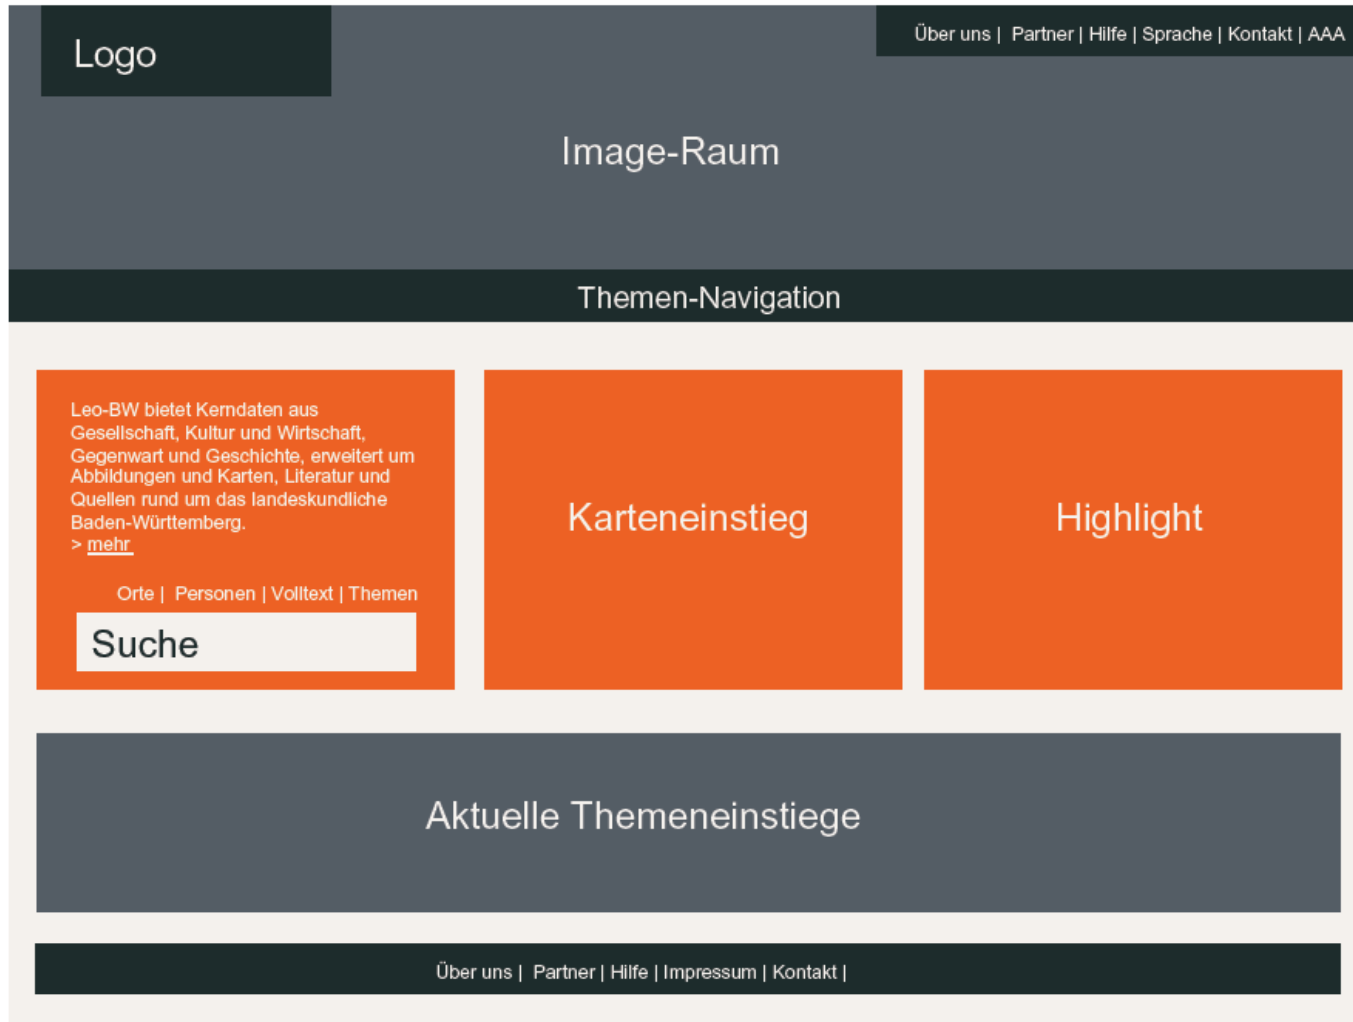 Logo
Über uns | Partner | Hilfe | Sprache | Kontakt | AAA
Image-Raum
Themen-Navigation
Leo-BW bietet Kerndaten aus
Gesellschaft, Kultur und Wirtschaft,
Gegenwart und Geschichte, erweitert um
Abbildungen und Karten, Literatur und
Quellen rund um das landeskundliche
Baden-Württemberg.
> mehr
Orte | Personen | Volltext | Themen
Suche
Karteneinstieg
Highlight
Aktuelle Themeneinstiege
Über uns | Partner | Hilfe | Impressum | Kontakt |